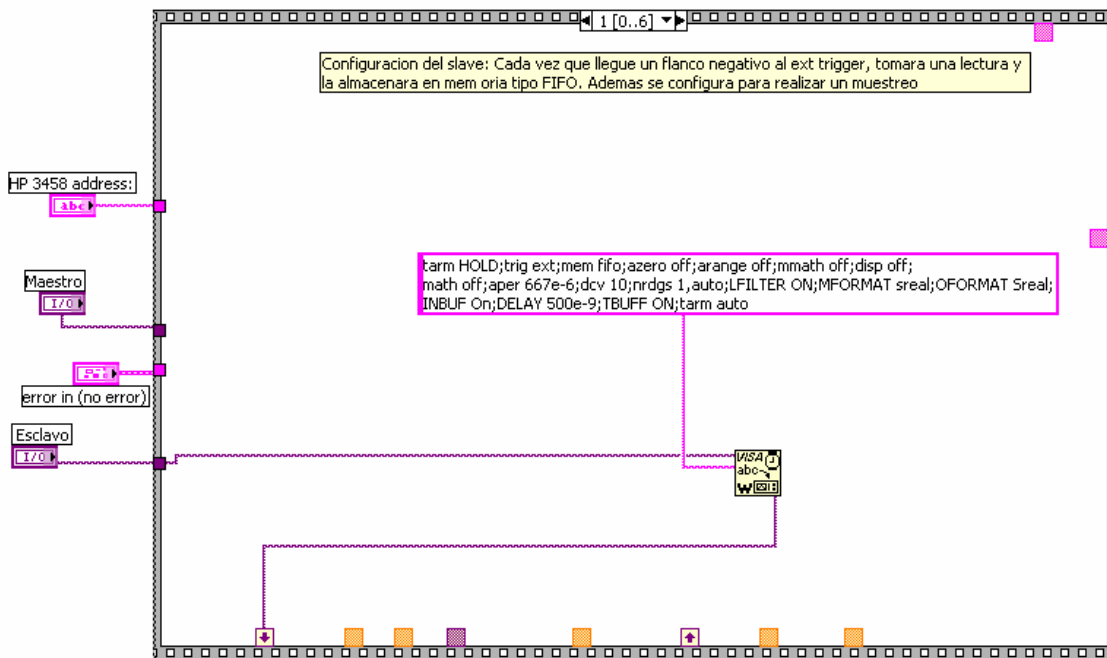 1 [0..6]
Configuracion del slave: Cada vez que llegue un flanco negativo al ext trigger, tomara una lectura y
la almacenara en mem oria tipo FIFO. Ademas se configura para realizar un muestreo
HP 3458 address:
abc
Maestro
I/O
error in (no error)
Esclavo
I/O
tarm HOLD;trig ext;mem fifo;azero off;arange off;mmath off;disp off;
math off;aper 667e-6;dcv 10;nrdgs 1,auto;LFILTER ON;MFORMAT sreal;OFORMAT Sreal;
INBUF On;DELAY 500e-9;TBUFF ON;tarm auto
VISA
abc
W